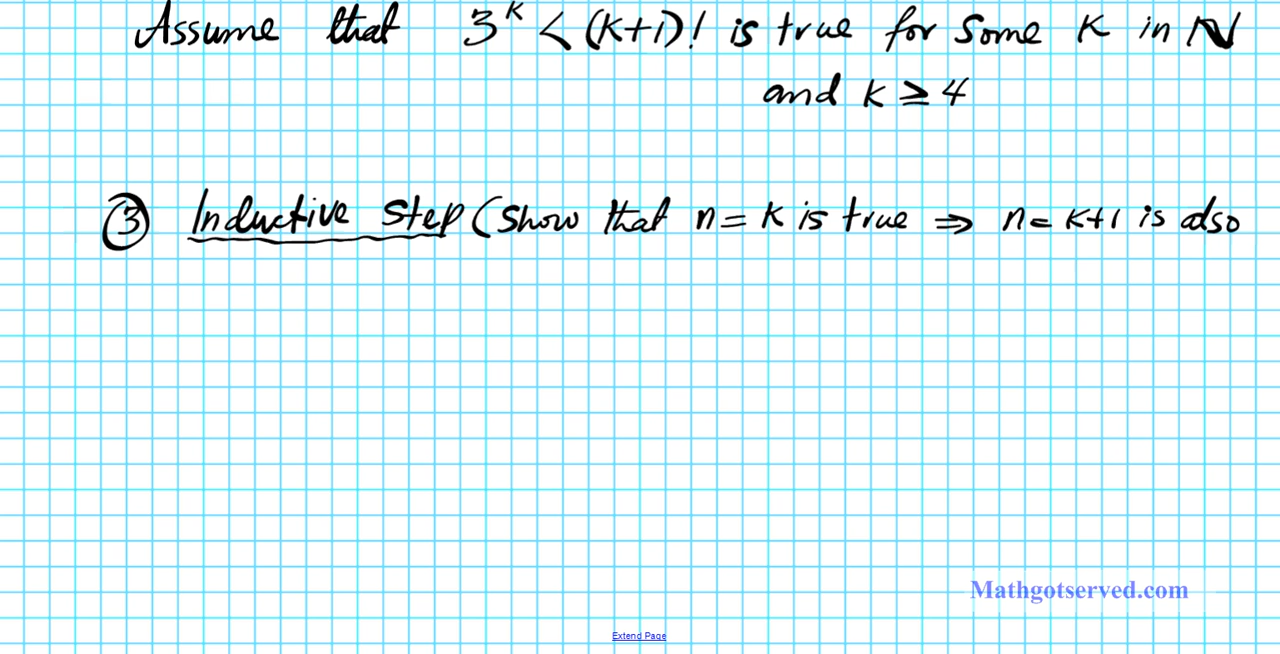 Assume that 3^k < (k+1)! is true for some k in ℕ
and k ≥ 4
③ Inductive Step (Show that n = k is true ⇒ n = k+1 is also
Mathgotserved.com
Extend Page